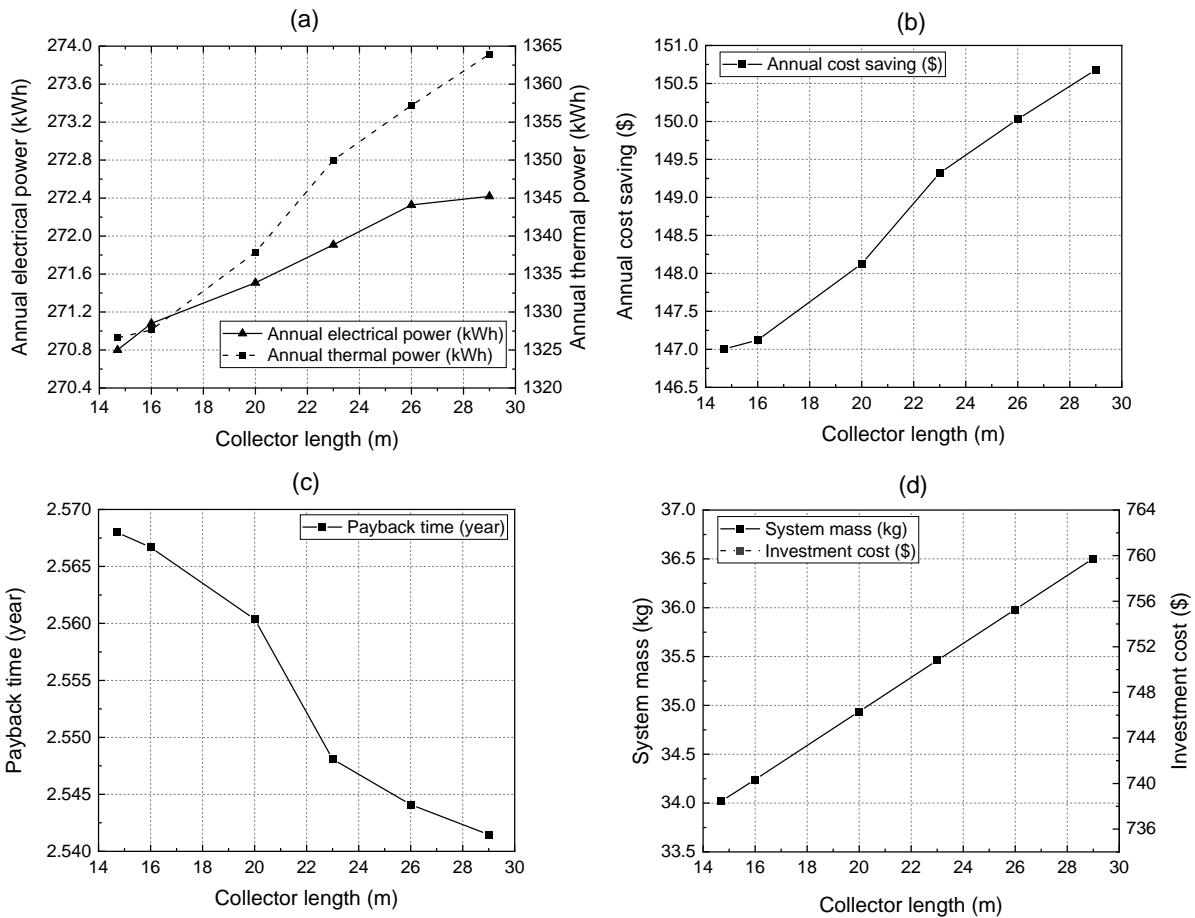 (a)
274.0
273.6
273.2
272.8
272.4
272.0
271.6
271.2
270.8
270.4
Annual electrical power (kWh)
1365
1360
1355
1350
1345
1340
1335
1330
1325
1320
Annual thermal power (kWh)
Annual electrical power (kWh)
Annual thermal power (kWh)
14 16 18 20 22 24 26 28 30
Collector length (m)
(b)
151.0
150.5
150.0
149.5
149.0
148.5
148.0
147.5
147.0
146.5
Annual cost saving ($)
Annual cost saving ($)
14 16 18 20 22 24 26 28 30
Collector length (m)
(c)
2.570
2.565
2.560
2.555
2.550
2.545
2.540
Payback time (year)
Payback time (year)
14 16 18 20 22 24 26 28 30
Collector length (m)
(d)
37.0
36.5
36.0
35.5
35.0
34.5
34.0
33.5
System mass (kg)
System mass (kg)
Investment cost ($)
764
760
756
752
748
744
740
736
Investment cost ($)
14 16 18 20 22 24 26 28 30
Collector length (m)